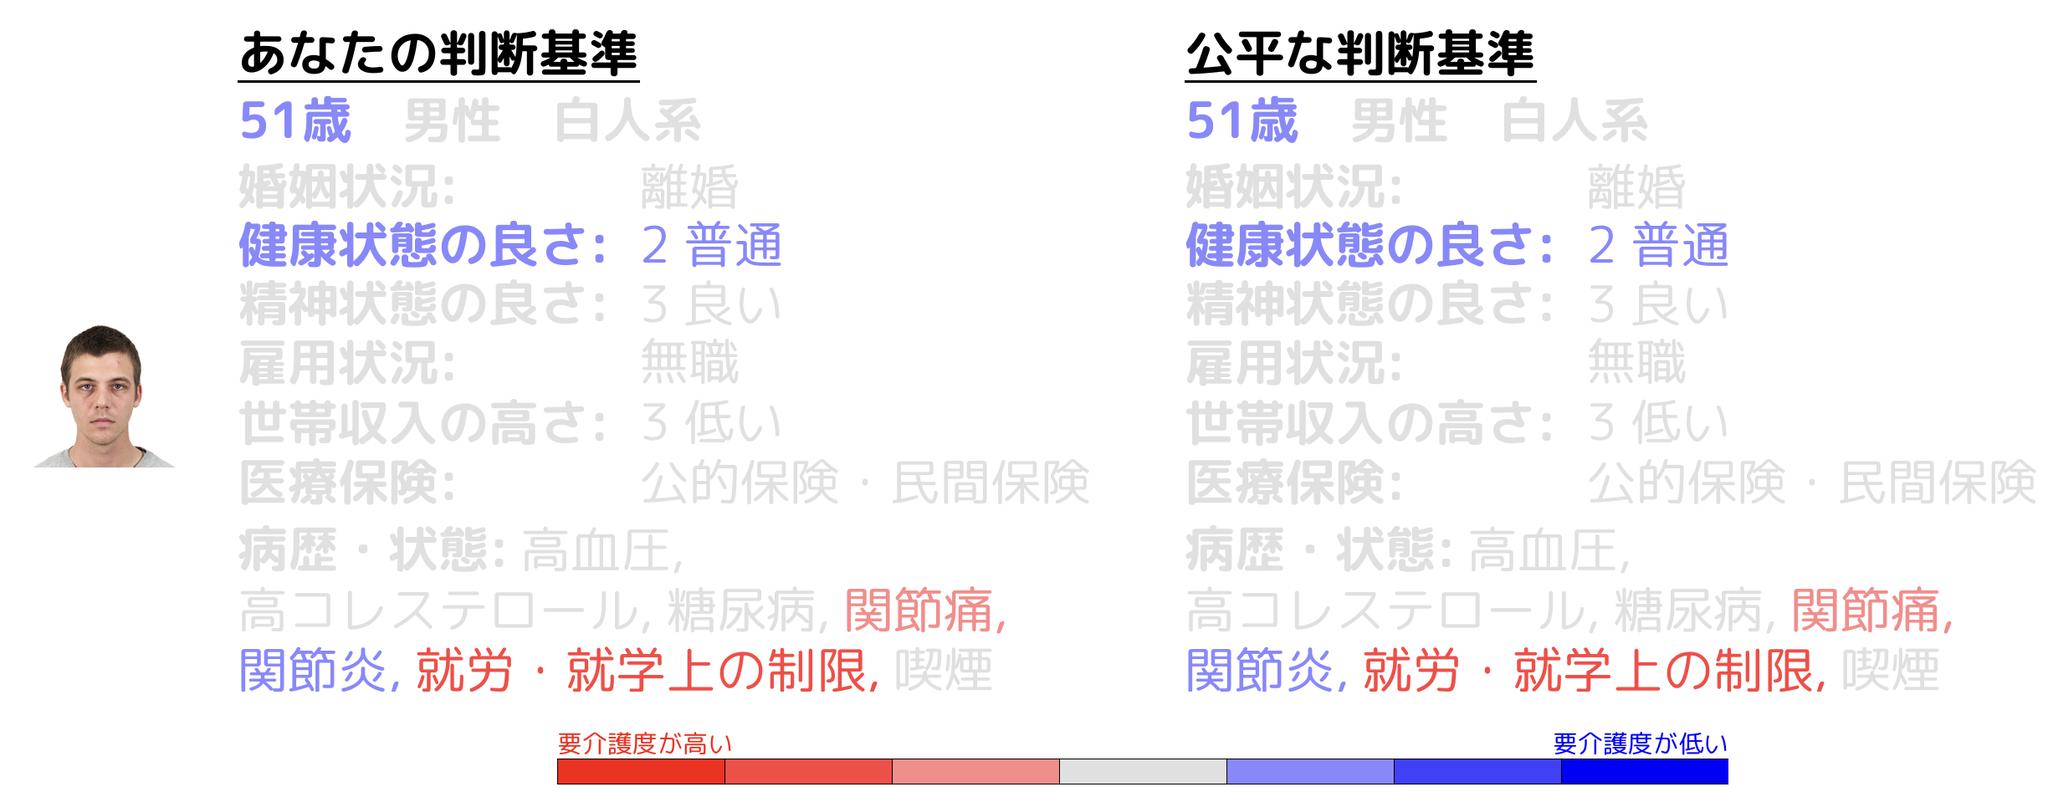 あなたの判断基準
51歳 男性 白人系
婚姻状況: 離婚
健康状態の良さ: 2 普通
精神状態の良さ: 3 良い
雇用状況: 無職
世帯収入の高さ: 3 低い
医療保険: 公的保険・民間保険
病歴・状態: 高血圧,
高コレステロール, 糖尿病, 関節痛,
関節炎, 就労・就学上の制限, 喫煙
公平な判断基準
51歳 男性 白人系
婚姻状況: 離婚
健康状態の良さ: 2 普通
精神状態の良さ: 3 良い
雇用状況: 無職
世帯収入の高さ: 3 低い
医療保険: 公的保険・民間保険
病歴・状態: 高血圧,
高コレステロール, 糖尿病, 関節痛,
関節炎, 就労・就学上の制限, 喫煙
要介護度が高い
要介護度が低い